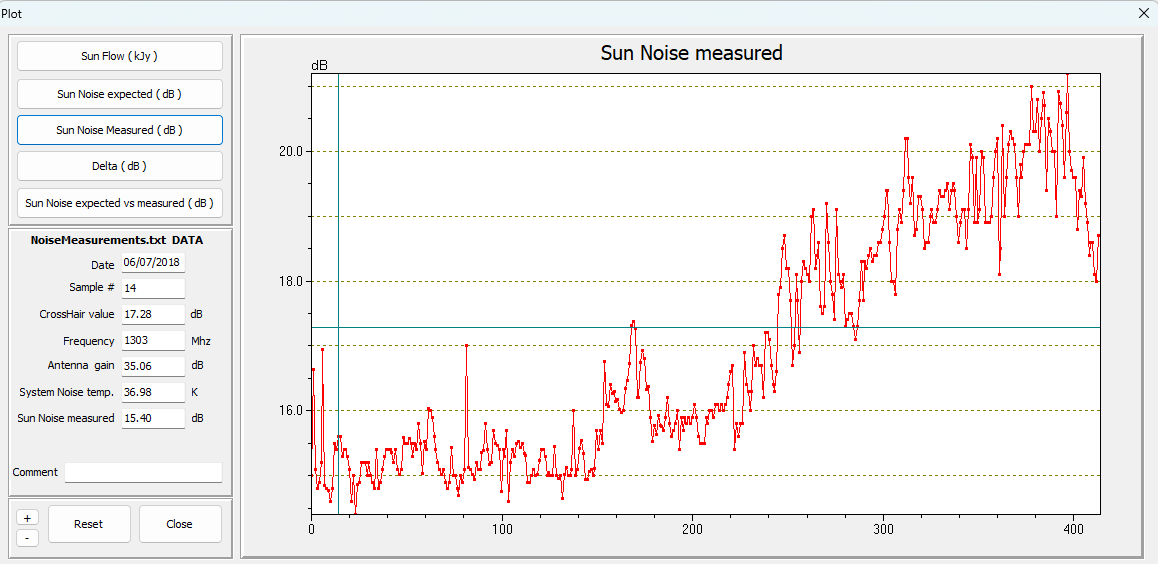 Plot
Sun Flow ( kJy )
Sun Noise expected ( dB )
Sun Noise Measured ( dB )
Delta ( dB )
Sun Noise expected vs measured ( dB )
NoiseMeasurements.txt DATA
Date 06/07/2018
Sample # 14
CrossHair value 17.28 dB
Frequency 1303 Mhz
Antenna gain 35.06 dB
System Noise temp. 36.98 K
Sun Noise measured 15.40 dB
Comment
+
-
Reset Close
Sun Noise measured
dB
20.0
18.0
16.0
0 100 200 300 400